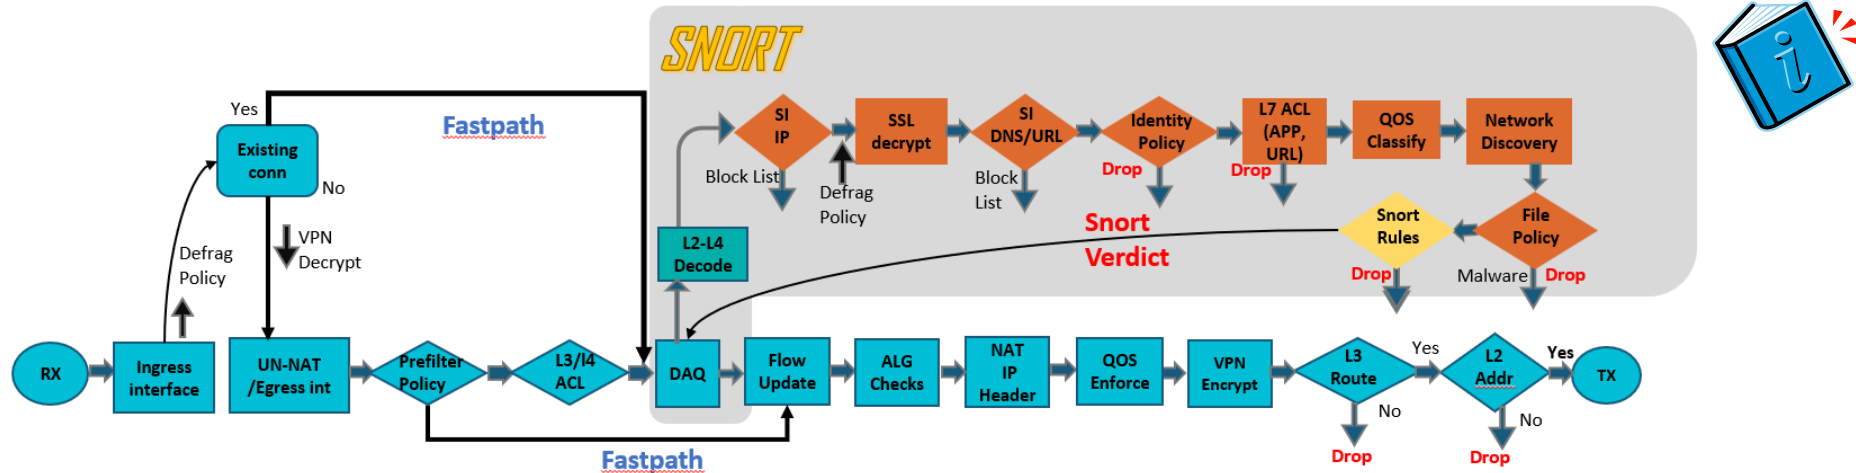 SNORT
i
Yes
Fastpath
Existing
conn
No
VPN
Decrypt
Defrag
Policy
SI
IP
Block List
SSL
decrypt
Defrag
Policy
SI
DNS/URL
Block
List
Identity
Policy
Drop
L7 ACL
(APP,
URL)
Drop
QOS
Classify
Network
Discovery
File
Policy
Malware
Drop
Snort
Rules
Drop
Snort
Verdict
L2-L4
Decode
RX
Ingress
interface
UN-NAT
/Egress int
Prefilter
Policy
L3/l4
ACL
DAQ
Flow
Update
ALG
Checks
NAT
IP
Header
QOS
Enforce
VPN
Encrypt
L3
Route
Yes
No
Drop
L2
Addr
Yes
No
Drop
TX
Fastpath